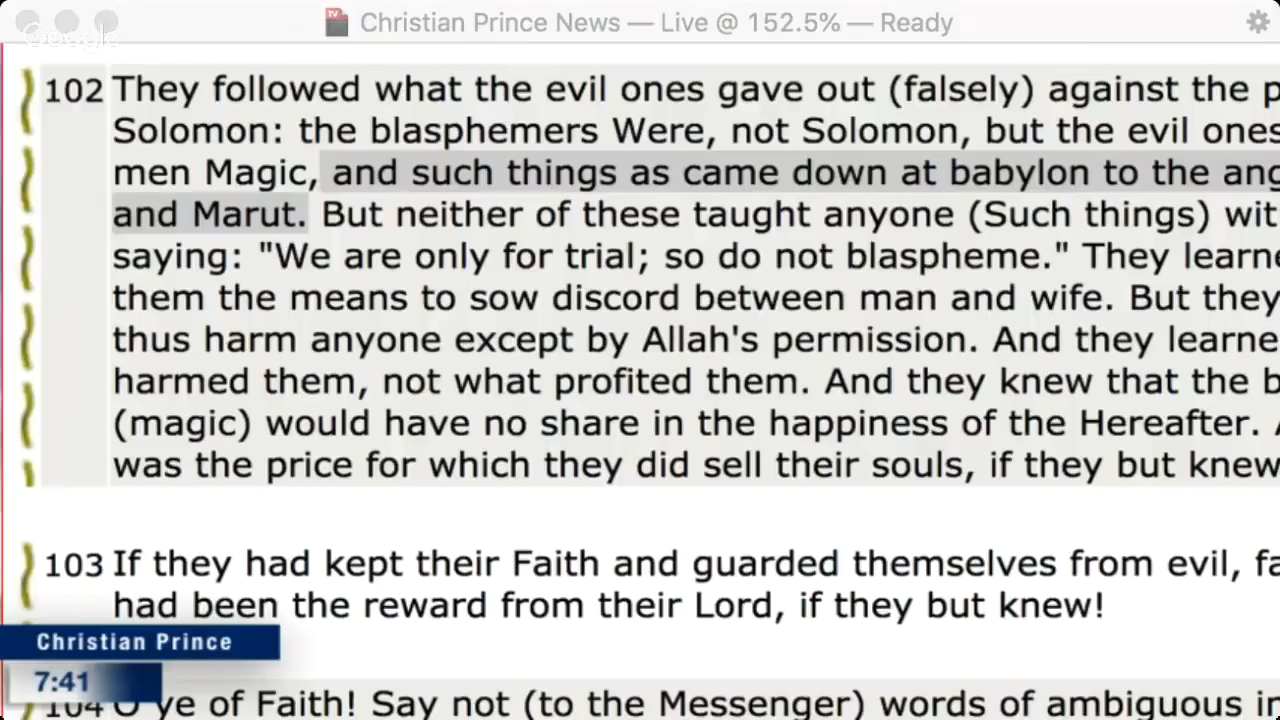 Christian Prince News — Live @ 152.5% — Ready
Google
102 They followed what the evil ones gave out (falsely) against the
Solomon: the blasphemers Were, not Solomon, but the evil ones
men Magic, and such things as came down at babylon to the
and Marut. But neither of these taught anyone (Such things)
saying: "We are only for trial; so do not blaspheme." They
them the means to sow discord between man and wife. But they
thus harm anyone except by Allah's permission. And they
harmed them, not what profited them. And they knew that the
(magic) would have no share in the happiness of the Hereafter.
was the price for which they did sell their souls, if they but knew
103 If they had kept their Faith and guarded themselves from evil,
had been the reward from their Lord, if they but knew!
Christian Prince
7:41
104 O ye of Faith! Say not (to the Messenger) words of ambiguous